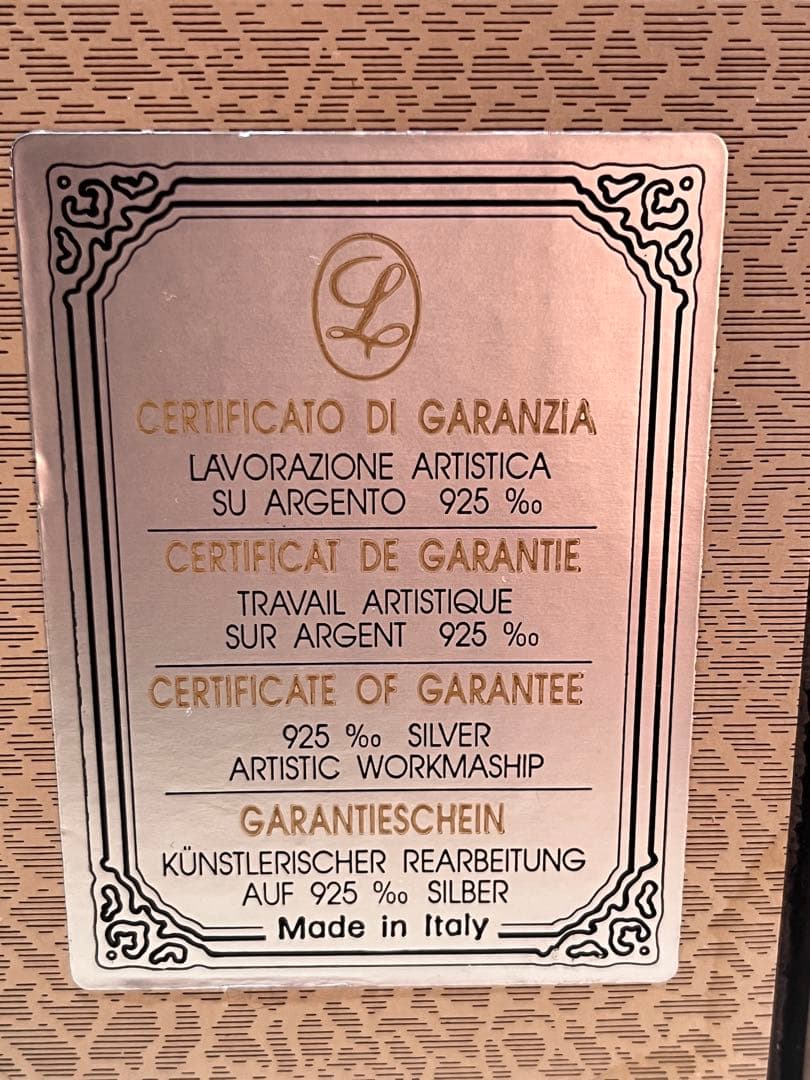 L
CERTIFICATO DI GARANZIA
LAVORAZIONE ARTISTICA
SU ARGENTO 925 ‰
CERTIFICAT DE GARANTIE
TRAVAIL ARTISTIQUE
SUR ARGENT 925 ‰
CERTIFICATE OF GARANTEE
925 ‰ SILVER
ARTISTIC WORKMASHIP
GARANTIESCHEIN
KÜNSTLERISCHER REARBEITUNG
AUF 925 ‰ SILBER
Made in Italy